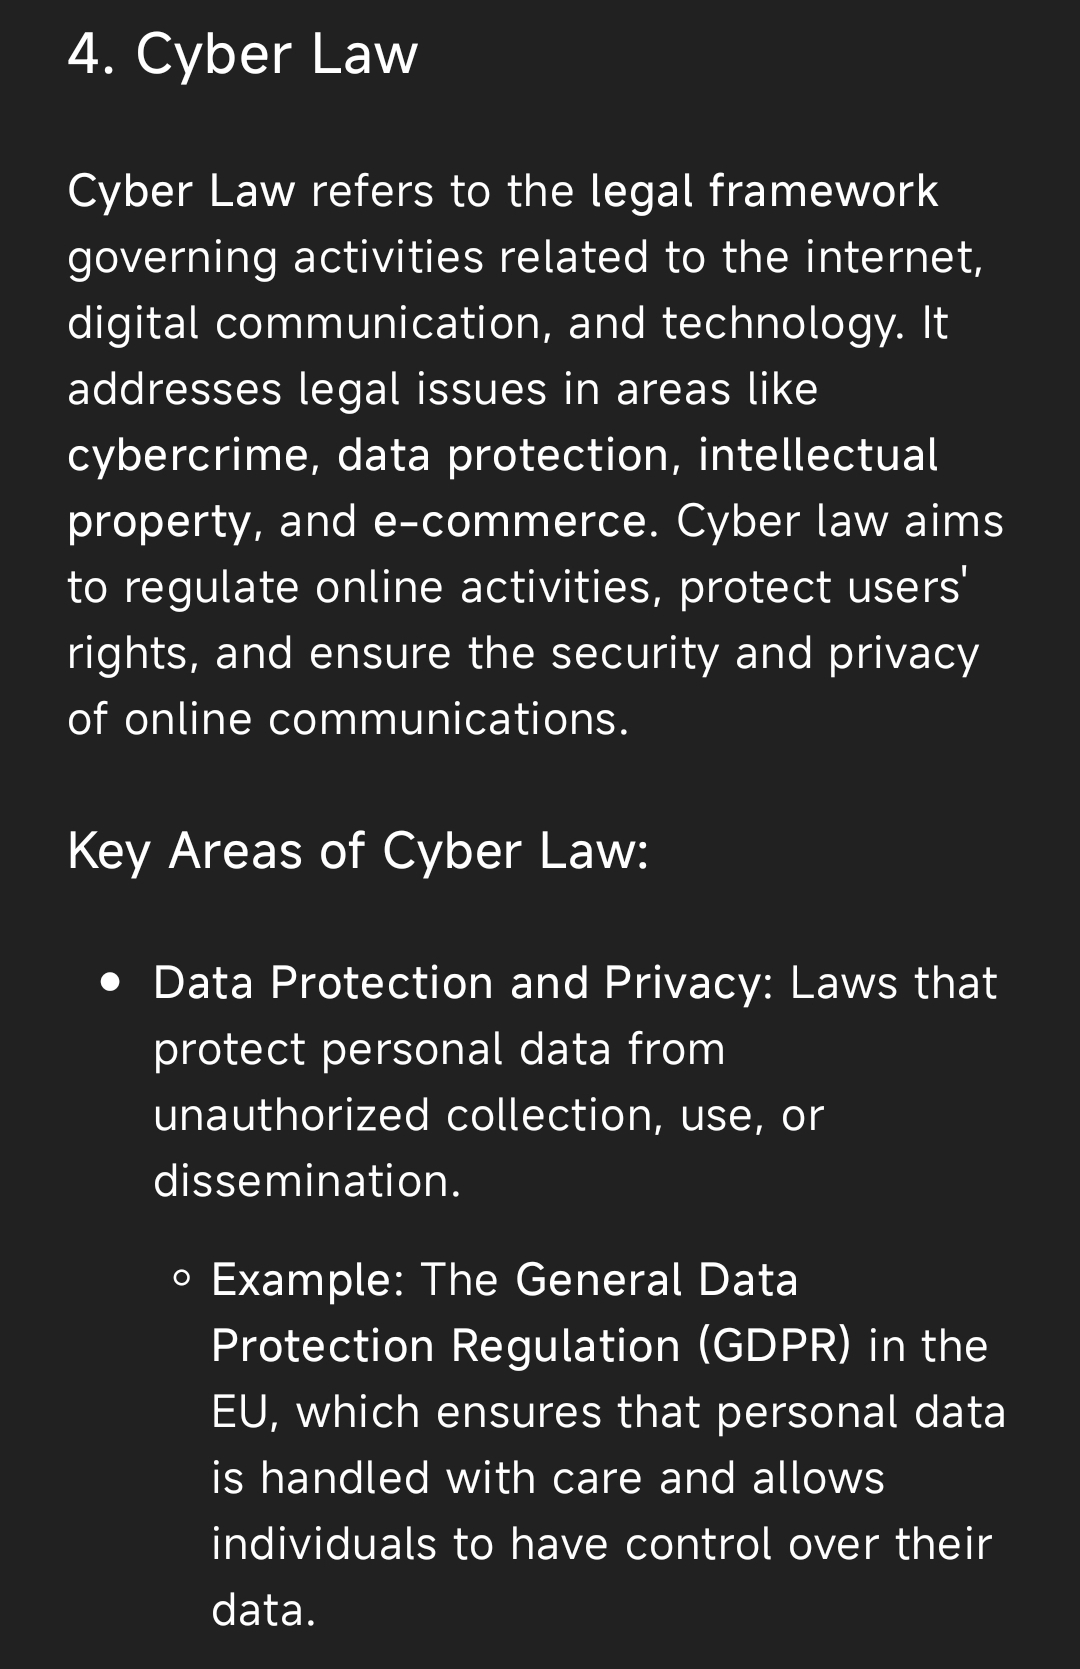 4. Cyber Law
Cyber Law refers to the legal framework
governing activities related to the internet,
digital communication, and technology. It
addresses legal issues in areas like
cybercrime, data protection, intellectual
property, and e-commerce. Cyber law aims
to regulate online activities, protect users'
rights, and ensure the security and privacy
of online communications.
Key Areas of Cyber Law:
• Data Protection and Privacy: Laws that
protect personal data from
unauthorized collection, use, or
dissemination.
◦ Example: The General Data
Protection Regulation (GDPR) in the
EU, which ensures that personal data
is handled with care and allows
individuals to have control over their
data.